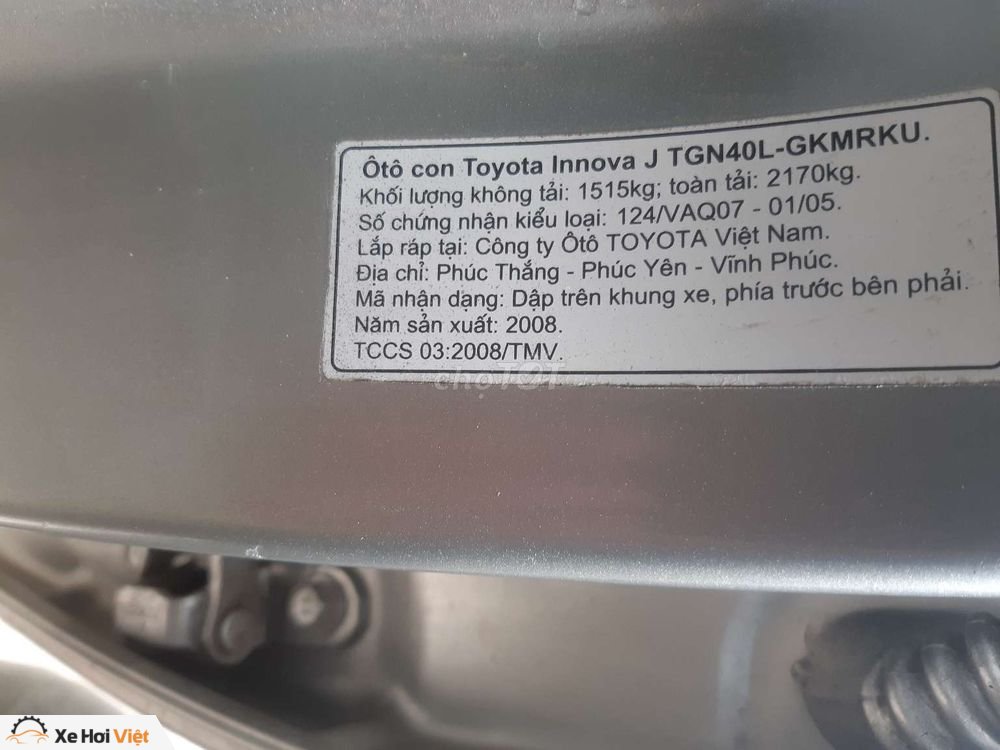 Ôtô con Toyota Innova J TGN40L-GKMRKU.
Khối lượng không tải: 1515kg; toàn tải: 2170kg.
Số chứng nhận kiểu loại: 124/VAQ07 - 01/05.
Lắp ráp tại: Công ty Ôtô TOYOTA Việt Nam.
Địa chỉ: Phúc Thắng - Phúc Yên - Vĩnh Phúc.
Mã nhận dạng: Dập trên khung xe, phía trước bên phải.
Năm sản xuất: 2008.
TCCS 03:2008/TMV.
chợTỐT
Xe Hơi Việt